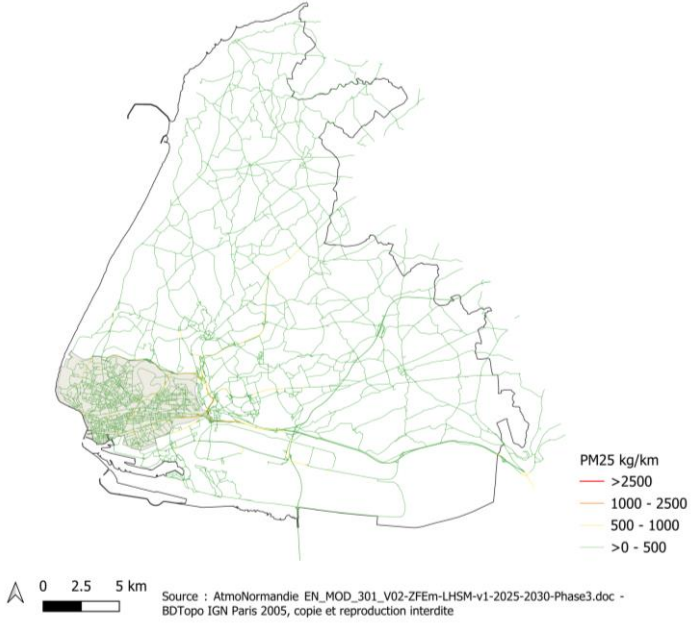 PM25 kg/km
>2500
1000 - 2500
500 - 1000
>0 - 500
0 2.5 5 km
Source : AtmoNormandie EN_MOD_301_V02-ZFEm-LHSM-v1-2025-2030-Phase3.doc -
BDTopo IGN Paris 2005, copie et reproduction interdite